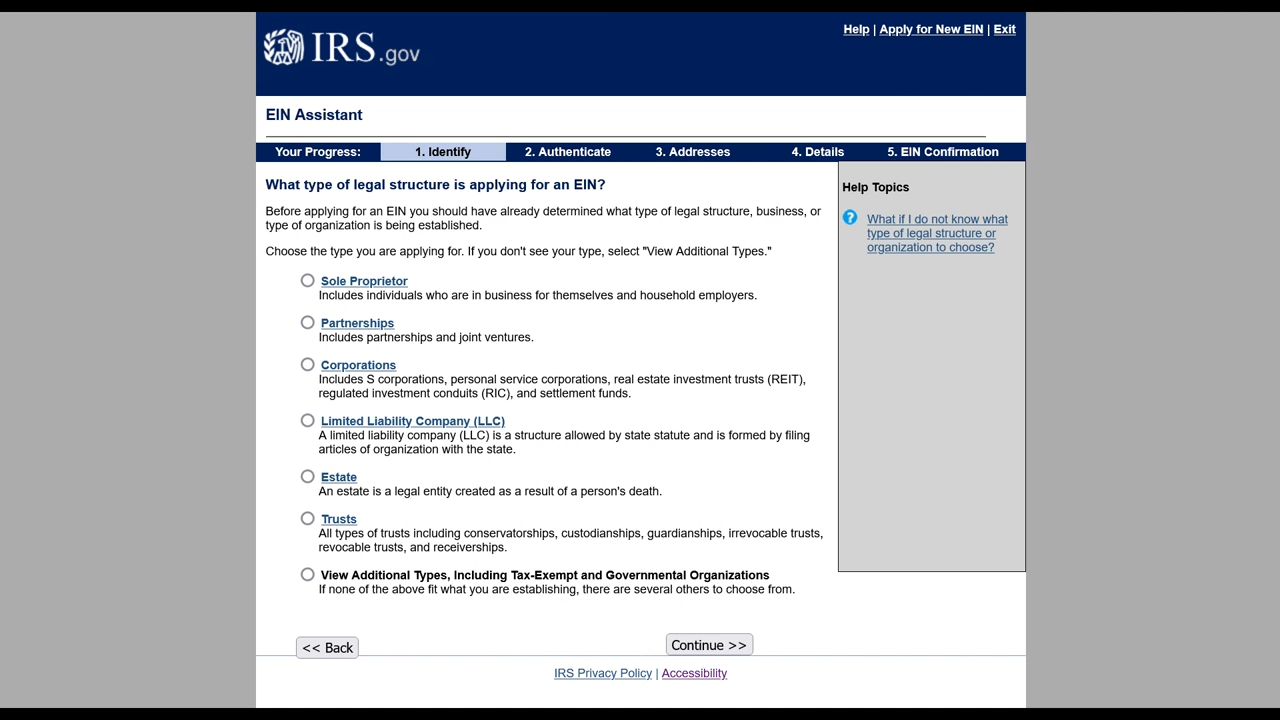 IRS.gov
Help | Apply for New EIN | Exit
EIN Assistant
Your Progress: 1. Identify 2. Authenticate 3. Addresses 4. Details 5. EIN Confirmation
What type of legal structure is applying for an EIN?
Before applying for an EIN you should have already determined what type of legal structure, business, or
type of organization is being established.
Choose the type you are applying for. If you don't see your type, select "View Additional Types."
Sole Proprietor
Includes individuals who are in business for themselves and household employers.
Partnerships
Includes partnerships and joint ventures.
Corporations
Includes S corporations, personal service corporations, real estate investment trusts (REIT),
regulated investment conduits (RIC), and settlement funds.
Limited Liability Company (LLC)
A limited liability company (LLC) is a structure allowed by state statute and is formed by filing
articles of organization with the state.
Estate
An estate is a legal entity created as a result of a person's death.
Trusts
All types of trusts including conservatorships, custodianships, guardianships, irrevocable trusts,
revocable trusts, and receiverships.
View Additional Types, Including Tax-Exempt and Governmental Organizations
If none of the above fit what you are establishing, there are several others to choose from.
Help Topics
?
What if I do not know what
type of legal structure or
organization to choose?
<< Back
Continue >>
IRS Privacy Policy | Accessibility